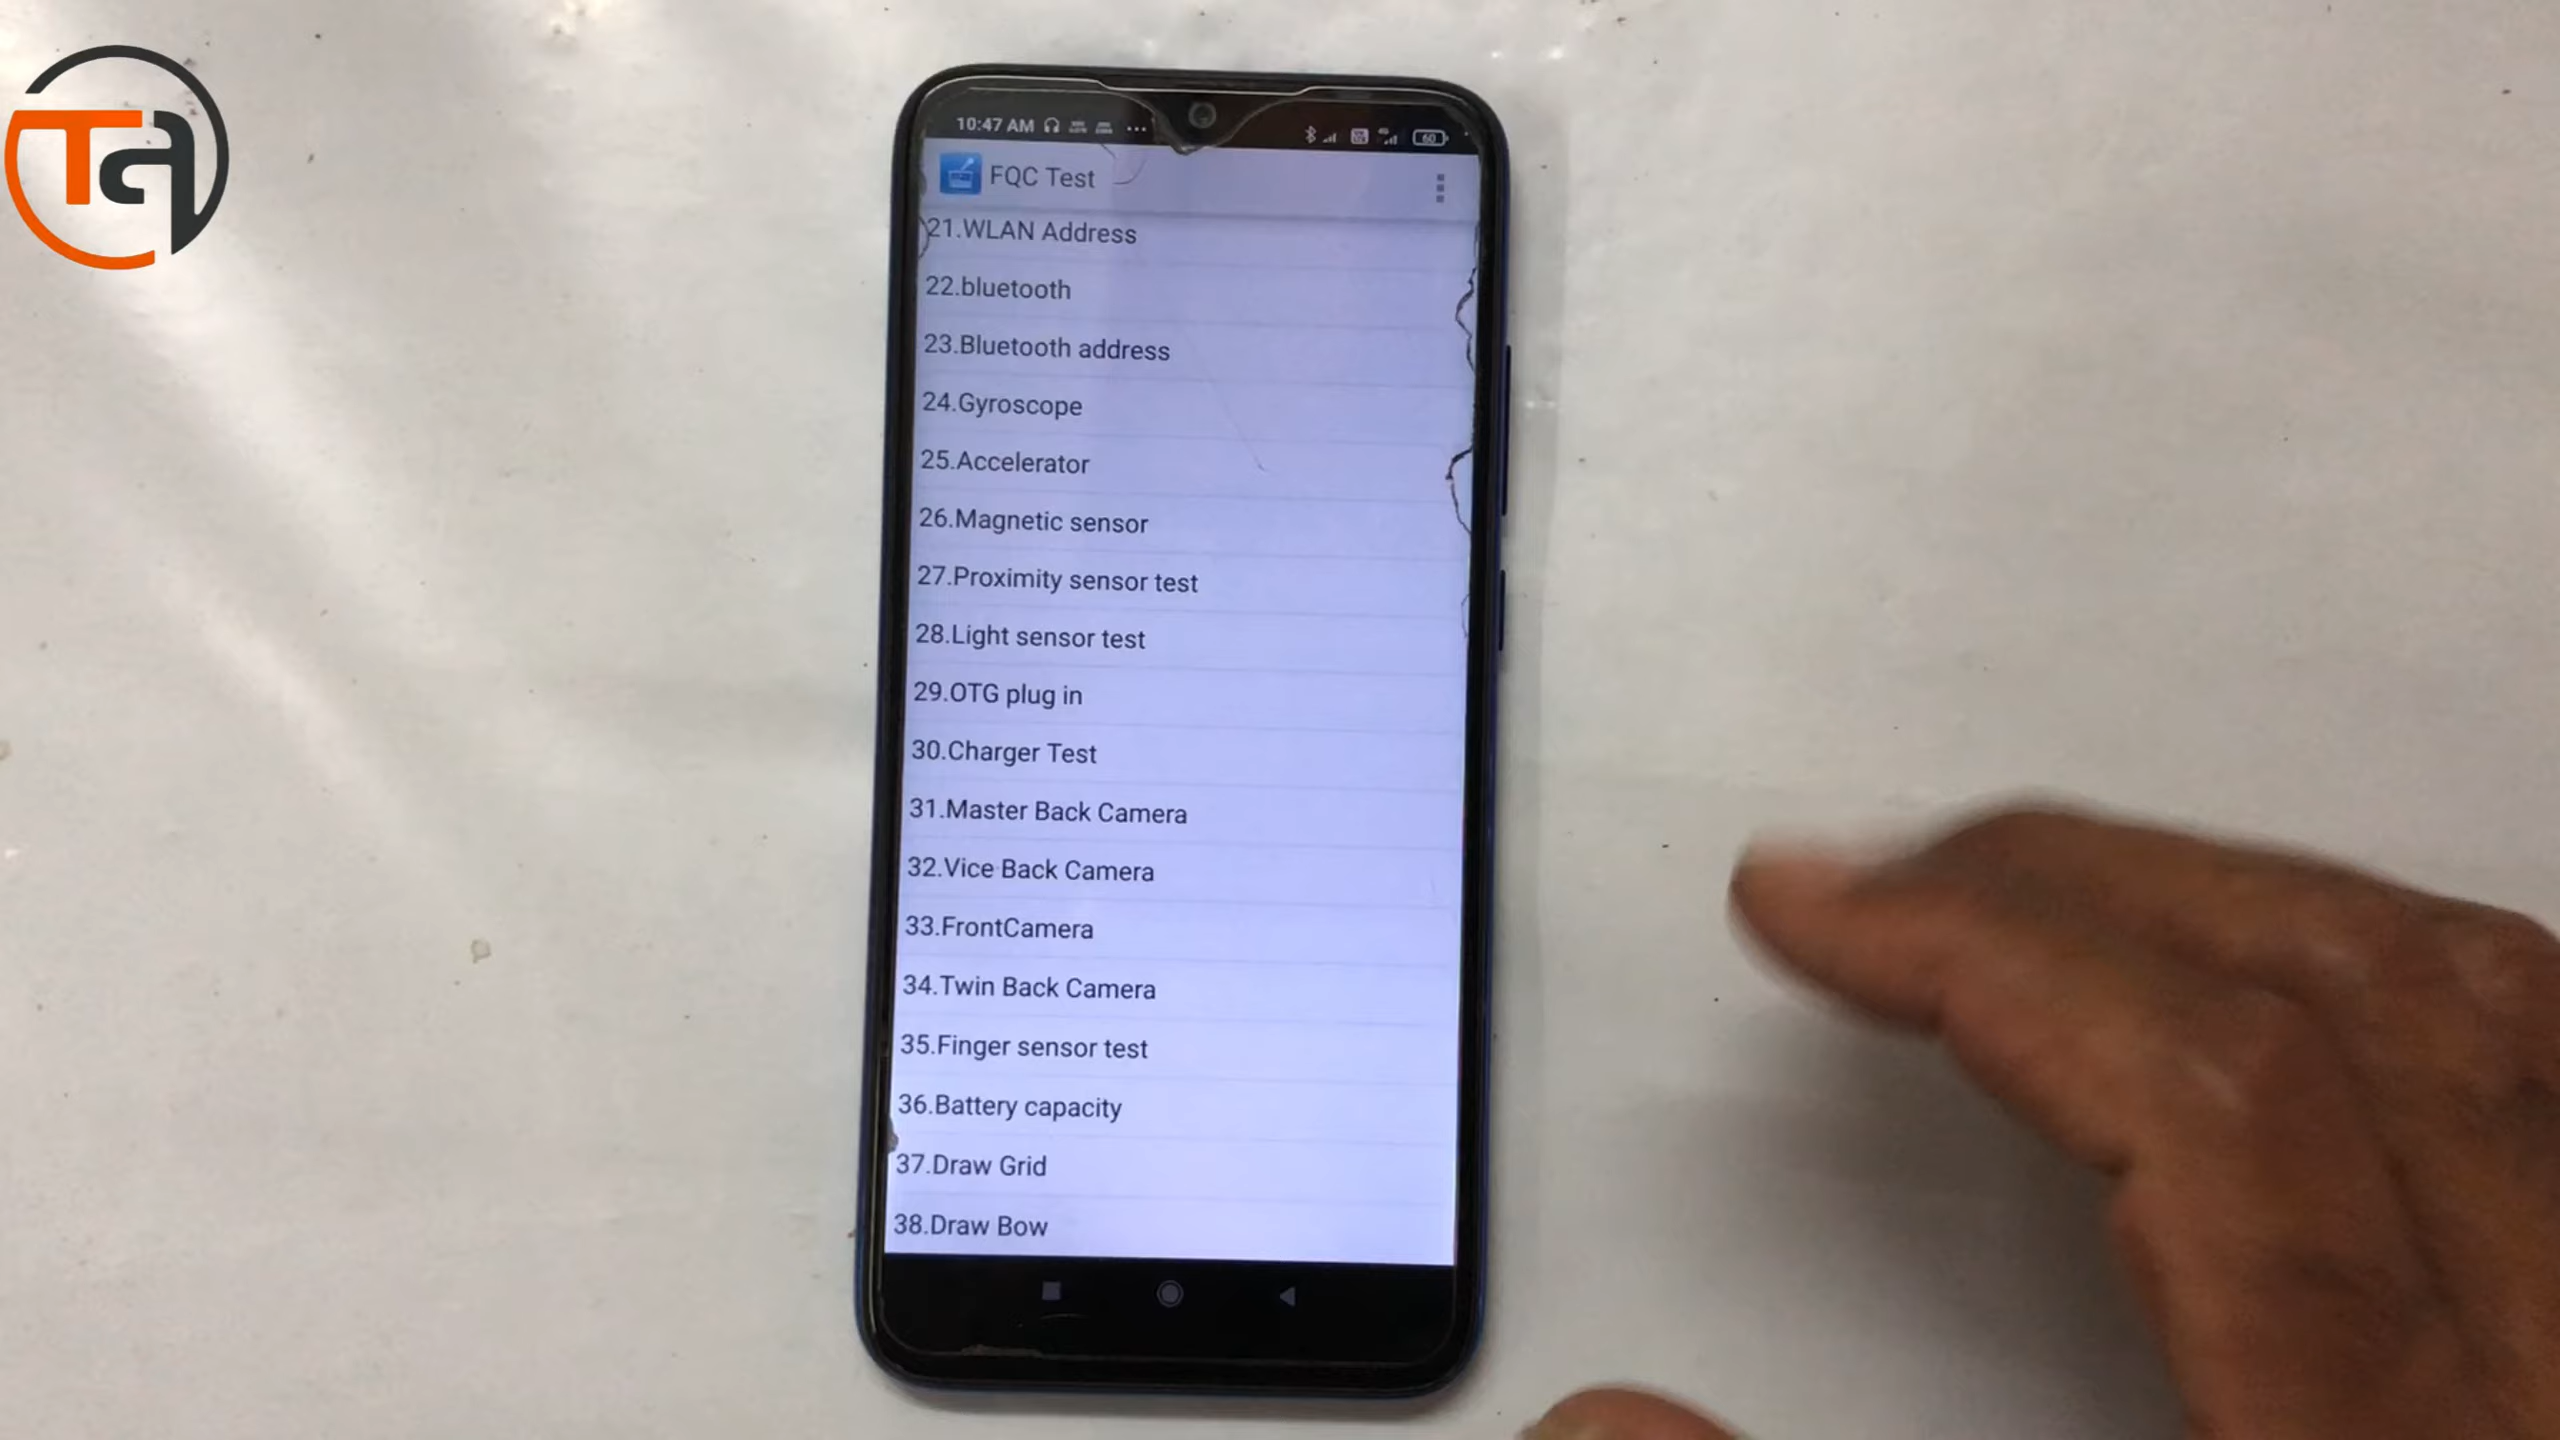 Ta
10:47 AM
60
FQC Test
21.WLAN Address
22.bluetooth
23.Bluetooth address
24.Gyroscope
25.Accelerator
26.Magnetic sensor
27.Proximity sensor test
28.Light sensor test
29.OTG plug in
30.Charger Test
31.Master Back Camera
32.Vice Back Camera
33.FrontCamera
34.Twin Back Camera
35.Finger sensor test
36.Battery capacity
37.Draw Grid
38.Draw Bow